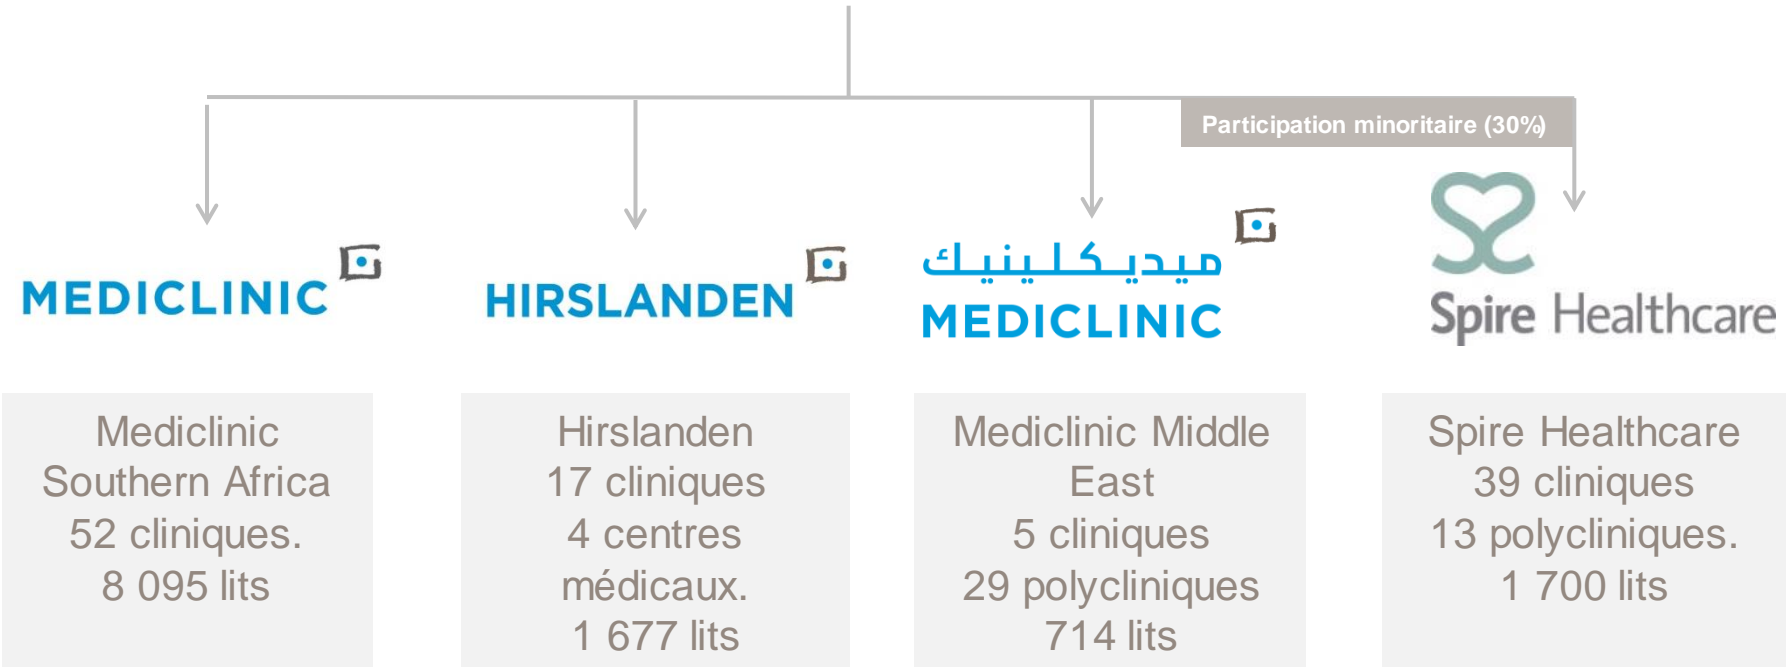 Participation minoritaire (30%)
MEDICLINIC
HIRSLANDEN
ميديكلينيك
MEDICLINIC
Spire Healthcare
Mediclinic
Southern Africa
52 cliniques.
8 095 lits
Hirslanden
17 cliniques
4 centres
médicaux.
1 677 lits
Mediclinic Middle
East
5 cliniques
29 polycliniques
714 lits
Spire Healthcare
39 cliniques
13 polycliniques.
1 700 lits